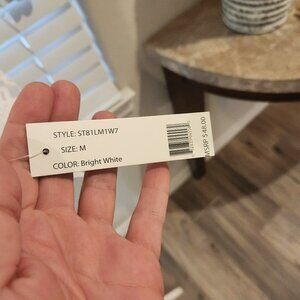 STYLE: ST81LM1W7
SIZE: M
COLOR: Bright White
MSRP $48.00